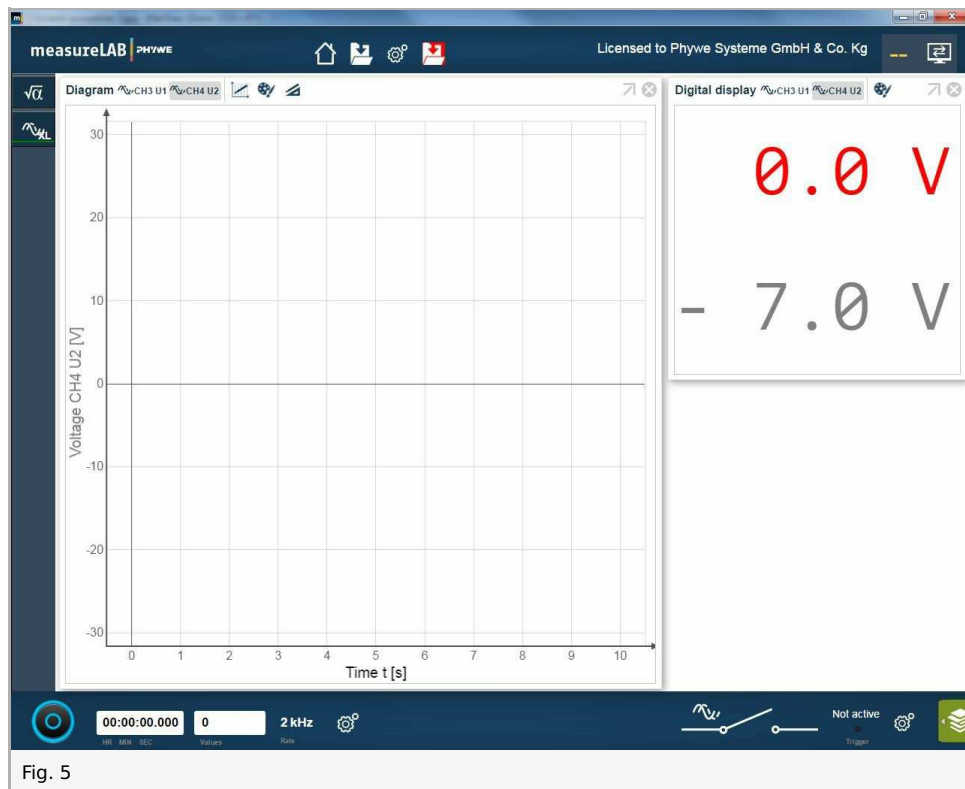 measureLAB PHYWE
Licensed to Phywe Systeme GmbH & Co. Kg
--
√α
XL
Diagram CH3 U1 CH4 U2
Digital display CH3 U1 CH4 U2
0.0 V
- 7.0 V
Voltage CH4 U2 [V]
30
20
10
0
-10
-20
-30
0 1 2 3 4 5 6 7 8 9 10
Time t [s]
00:00:00.000 0 2 kHz
HR MIN SEC Values Rate
Not active
Trigger
Fig. 5